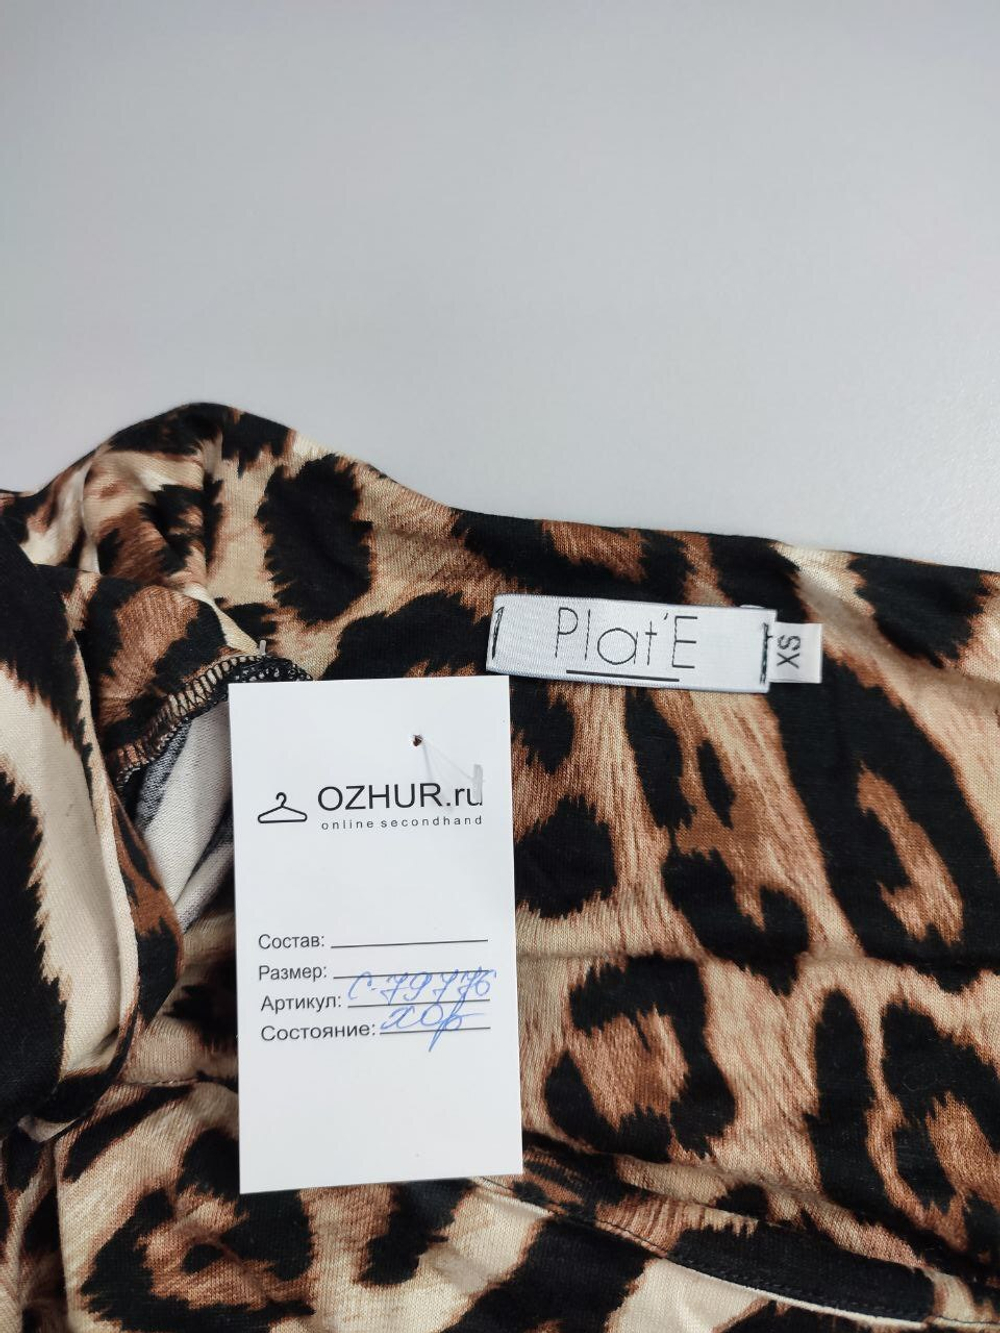 Plat'E
XS
OZHUR.ru
online secondhand
Состав:
Размер:
Артикул: С-79776
Состояние: хор